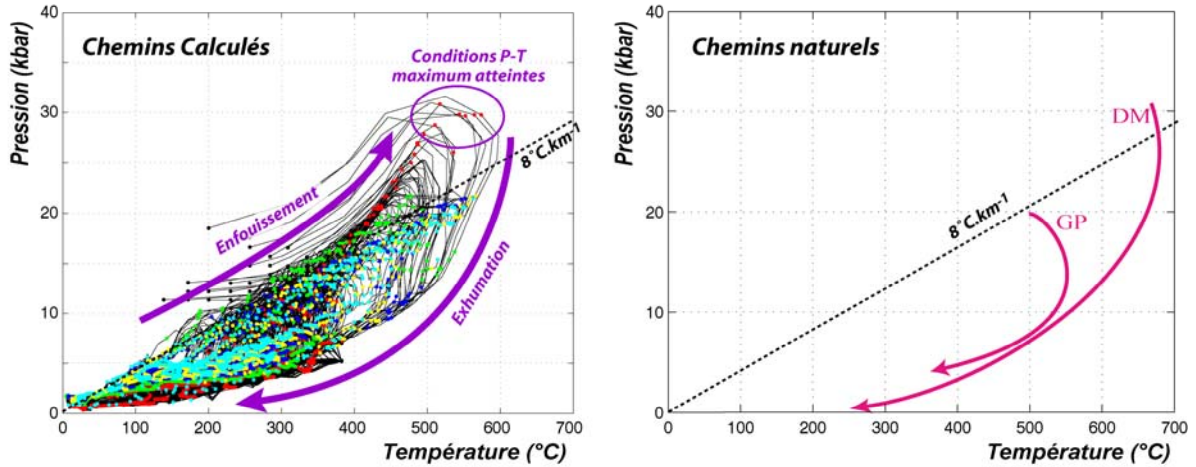 Chemins Calculés
Conditions P-T
maximum atteintes
Enfouissement
Exhumation
8°C.km-1
Pression (kbar)
40
30
20
10
0
0 100 200 300 400 500 600 700
Température (°C)
Chemins naturels
DM
GP
8°C.km-1
Pression (kbar)
40
30
20
10
0
0 100 200 300 400 500 600 700
Température (°C)